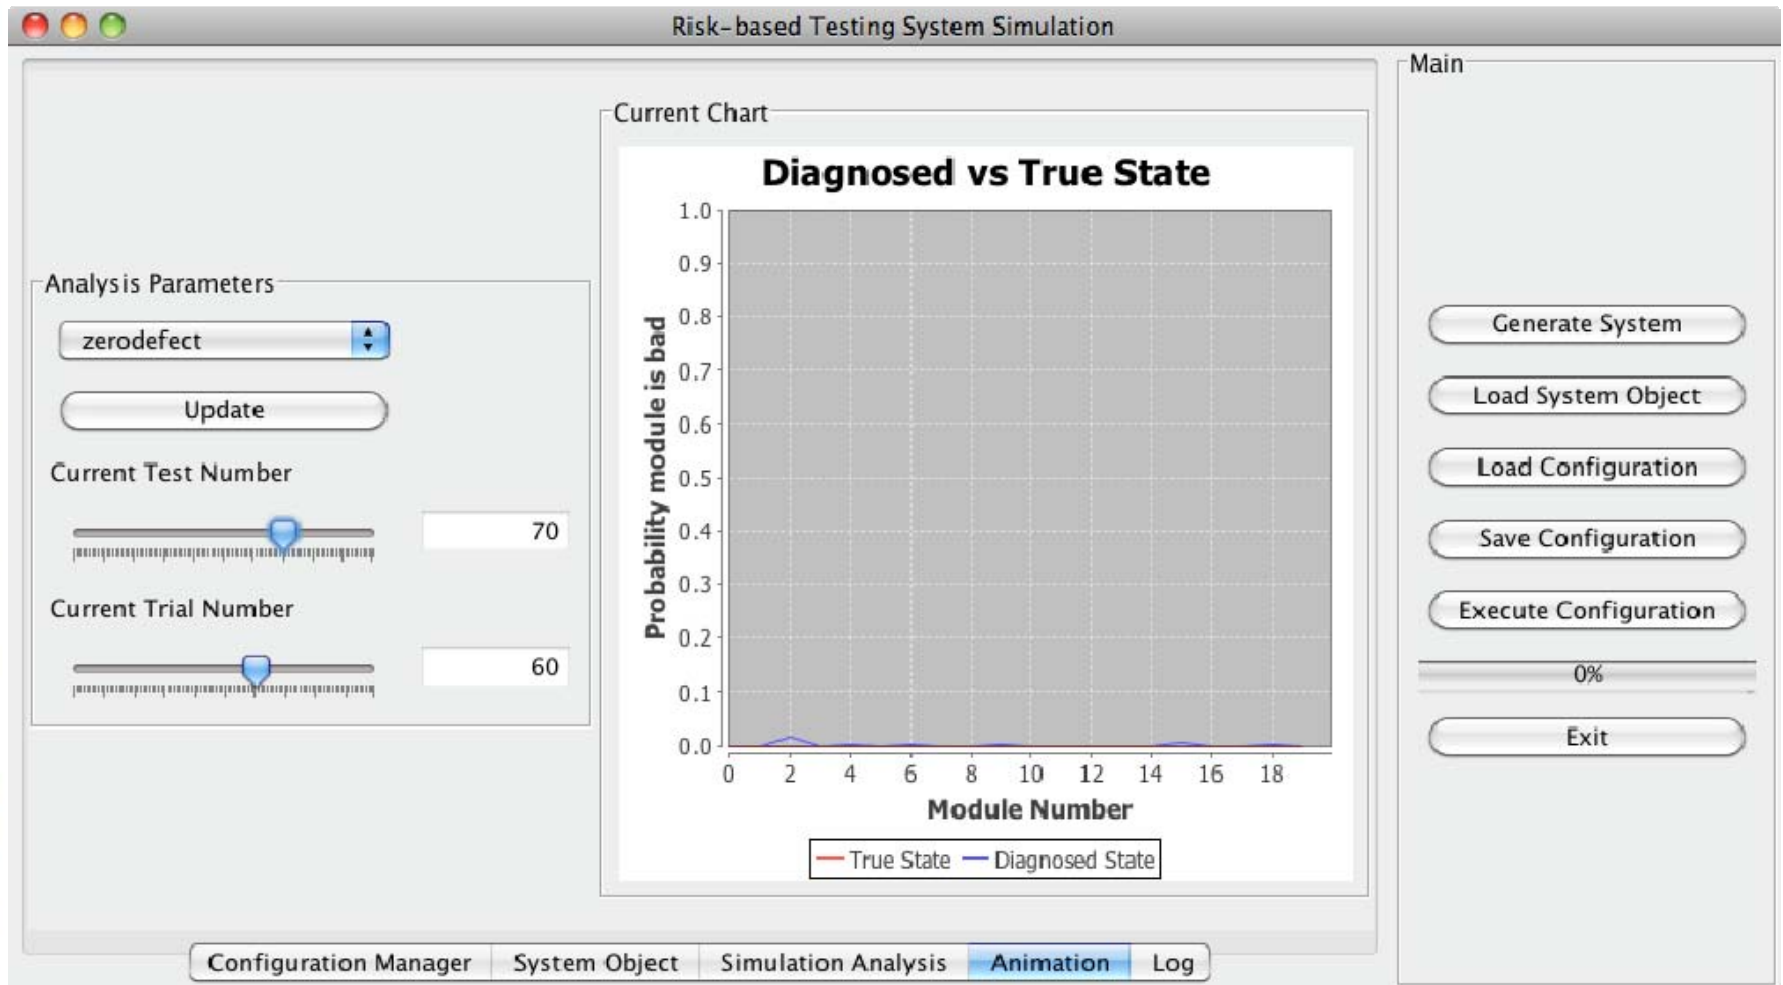 Risk-based Testing System Simulation
Analysis Parameters
zerodefect
Update
Current Test Number
70
Current Trial Number
60
Current Chart
Diagnosed vs True State
Probability module is bad
1.0
0.9
0.8
0.7
0.6
0.5
0.4
0.3
0.2
0.1
0.0
0 2 4 6 8 10 12 14 16 18
Module Number
True State Diagnosed State
Main
Generate System
Load System Object
Load Configuration
Save Configuration
Execute Configuration
0%
Exit
Configuration Manager System Object Simulation Analysis Animation Log